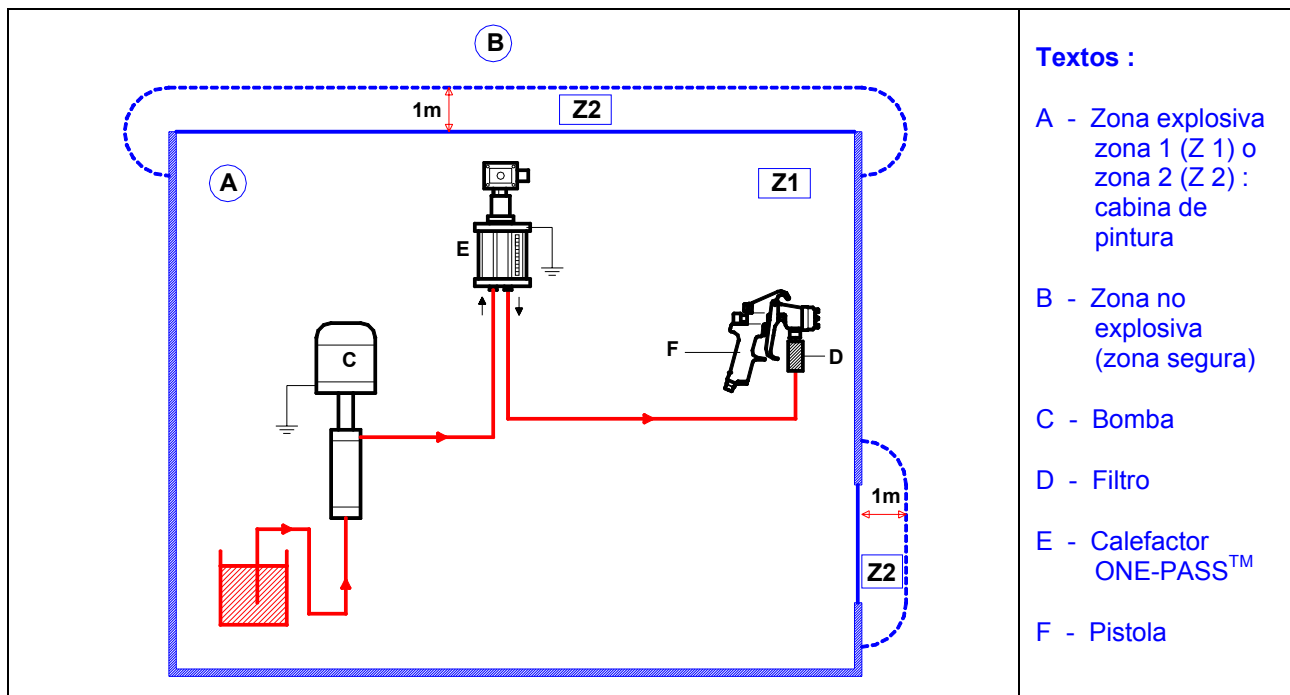 B
1m
Z2
A
Z1
E
C
F
D
1m
Z2
Textos :
A - Zona explosiva
zona 1 (Z 1) o
zona 2 (Z 2) :
cabina de
pintura
B - Zona no
explosiva
(zona segura)
C - Bomba
D - Filtro
E - Calefactor
ONE-PASS™
F - Pistola